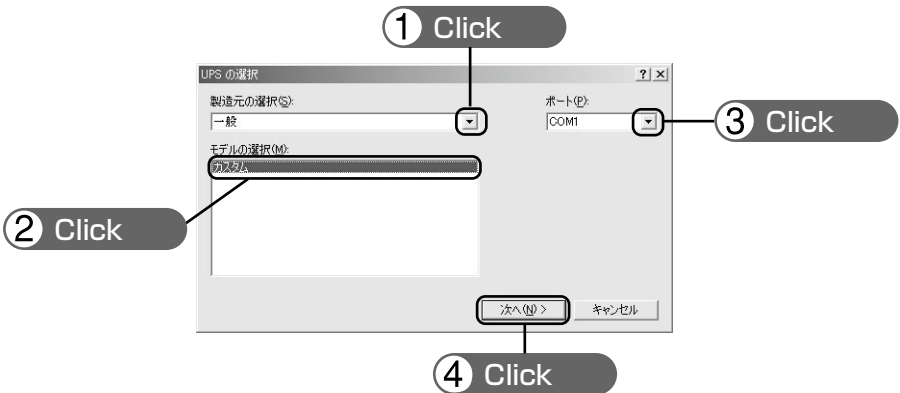 ① Click
UPS の選択
製造元の選択(S):
ポート(P):
一般
COM1
③ Click
モデルの選択(M):
カスタム
② Click
次へ(N) >
キャンセル
④ Click